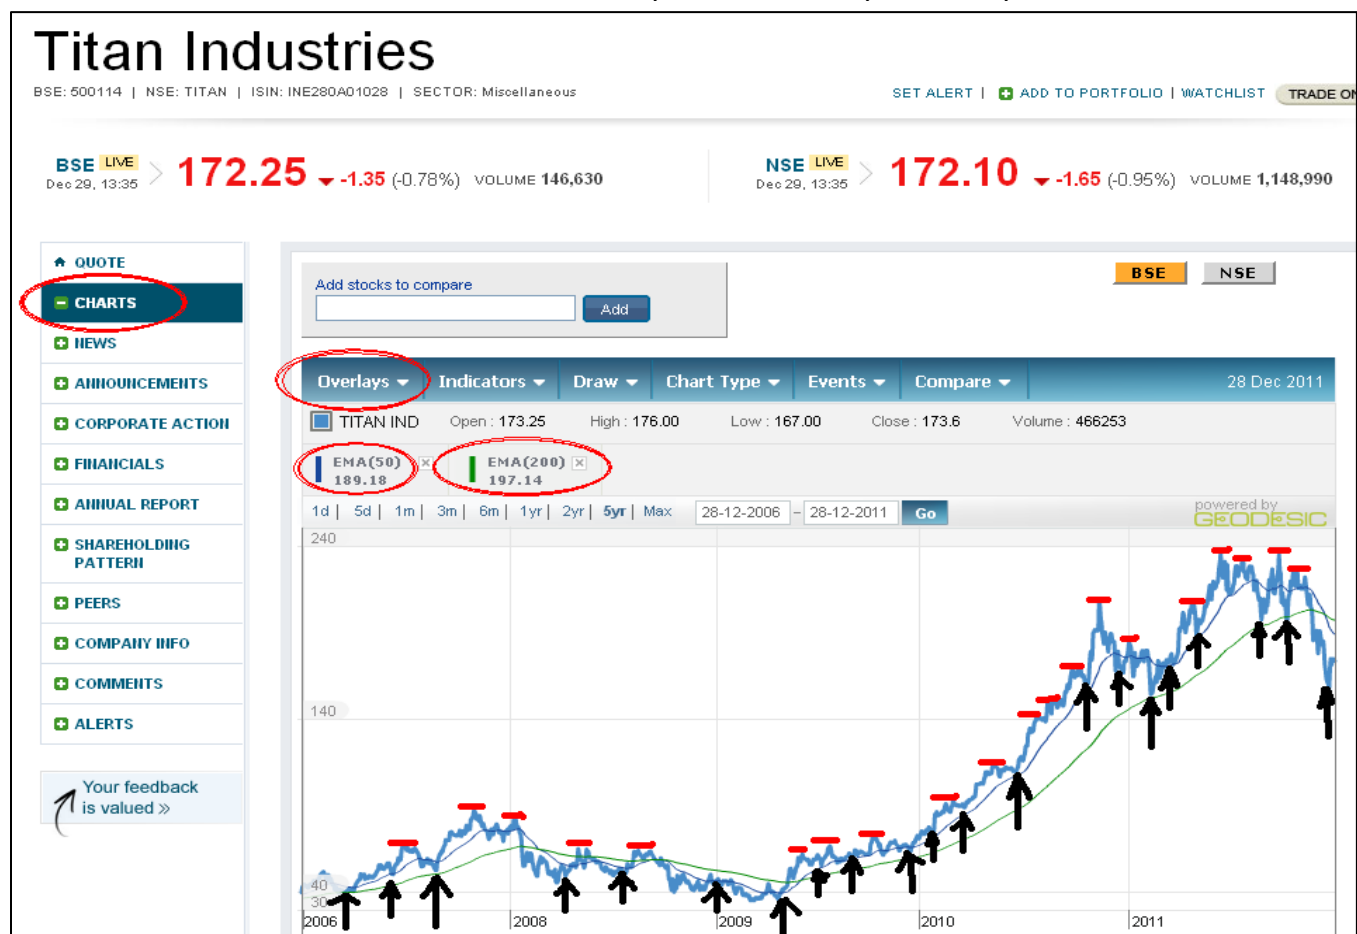 Titan Industries
BSE: 500114 | NSE: TITAN | ISIN: INE280A01028 | SECTOR: Miscellaneous
SET ALERT | ADD TO PORTFOLIO | WATCHLIST TRADE ON
BSE LIVE 172.25 -1.35 (-0.78%) VOLUME 146,630
Dec 29, 13:35
NSE LIVE 172.10 -1.65 (-0.95%) VOLUME 1,148,990
Dec 29, 13:35
QUOTE
CHARTS
NEWS
ANNOUNCEMENTS
CORPORATE ACTION
FINANCIALS
ANNUAL REPORT
SHAREHOLDING
PATTERN
PEERS
COMPANY INFO
COMMENTS
ALERTS
Your feedback
is valued »
BSE NSE
Add stocks to compare
Add
Overlays Indicators Draw Chart Type Events Compare 28 Dec 2011
TITAN IND Open : 173.25 High : 176.00 Low : 167.00 Close : 173.6 Volume : 466253
EMA(50) EMA(200)
189.18 197.14
1d | 5d | 1m | 3m | 6m | 1yr | 2yr | 5yr | Max 28-12-2006 – 28-12-2011 Go
powered by
GEODESIC
240
140
40
30
2006 2008 2009 2010 2011